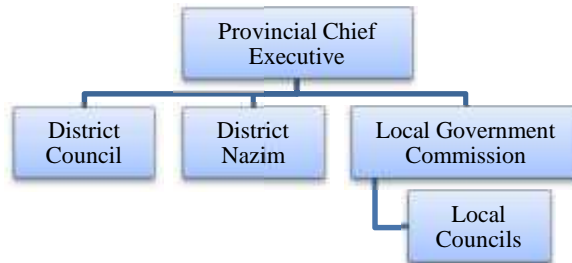 Provincial Chief
Executive
District
Council
District
Nazim
Local Government
Commission
Local
Councils